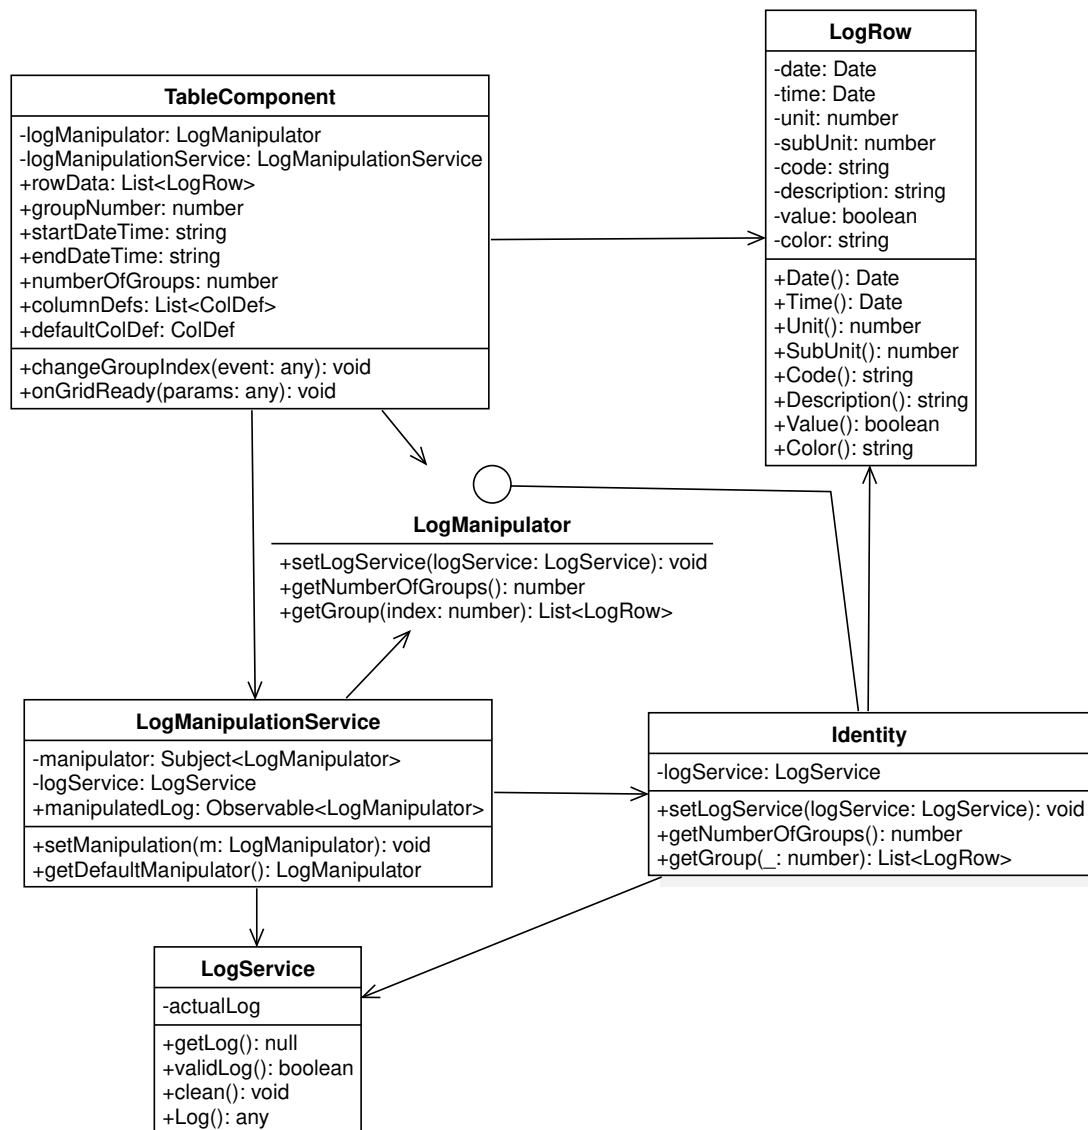 LogRow
-date: Date
-time: Date
-unit: number
-subUnit: number
-code: string
-description: string
-value: boolean
-color: string
+Date(): Date
+Time(): Date
+Unit(): number
+SubUnit(): number
+Code(): string
+Description(): string
+Value(): boolean
+Color(): string
TableComponent
-logManipulator: LogManipulator
-logManipulationService: LogManipulationService
+rowData: List<LogRow>
+groupNumber: number
+startDateTime: string
+endDateTime: string
+numberOfGroups: number
+columnDefs: List<ColDef>
+defaultColDef: ColDef
+changeGroupIndex(event: any): void
+onGridReady(params: any): void
LogManipulator
+setLogService(logService: LogService): void
+getNumberOfGroups(): number
+getGroup(index: number): List<LogRow>
LogManipulationService
-manipulator: Subject<LogManipulator>
-logService: LogService
+manipulatedLog: Observable<LogManipulator>
+setManipulation(m: LogManipulator): void
+getDefaultManipulator(): LogManipulator
Identity
-logService: LogService
+setLogService(logService: LogService): void
+getNumberOfGroups(): number
+getGroup(_: number): List<LogRow>
LogService
-actualLog
+getLog(): null
+validLog(): boolean
+clean(): void
+Log(): any